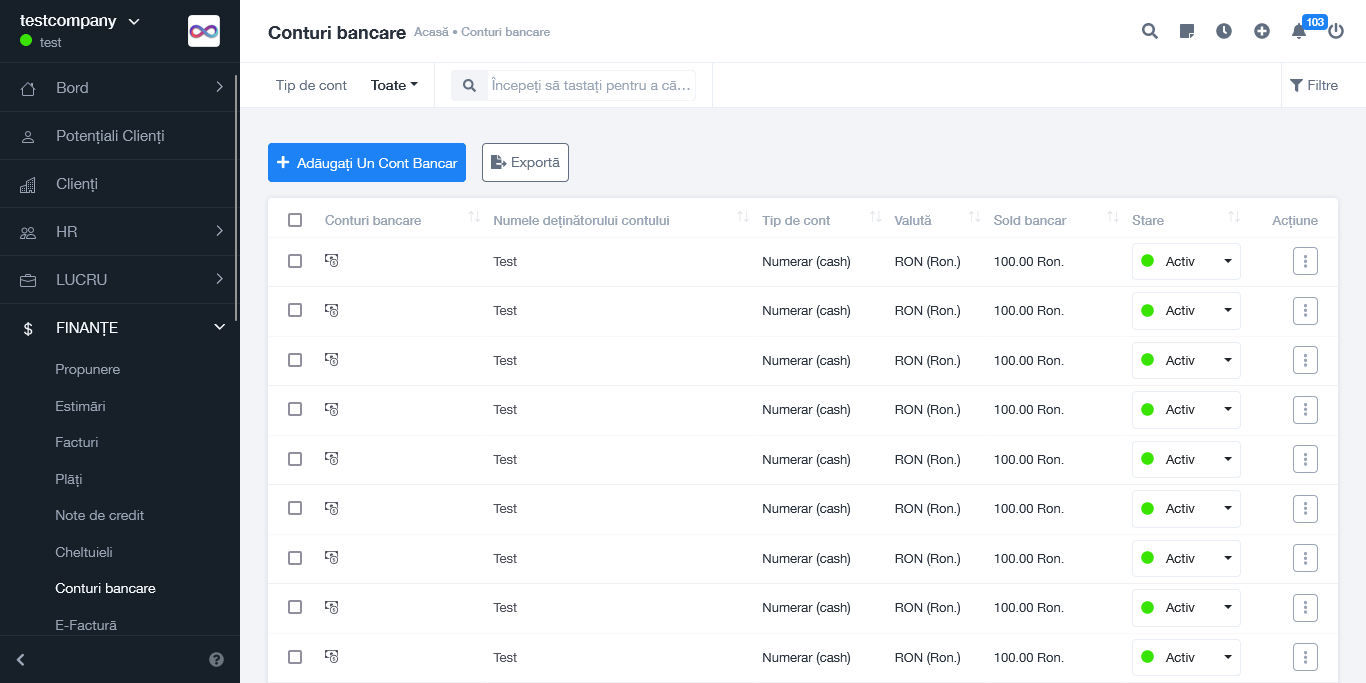 testcompany
test
Bord
Potențiali Clienți
Clienți
HR
LUCRU
FINANȚE
Propunere
Estimări
Facturi
Plăți
Note de credit
Cheltuieli
Conturi bancare
E-Factură
Conturi bancare Acasă • Conturi bancare
103
Tip de cont Toate Începeți să tastați pentru a că... Filtre
Adăugați Un Cont Bancar Exportă
Conturi bancare Numele deținătorului contului Tip de cont Valută Sold bancar Stare Acțiune
Test Numerar (cash) RON (Ron.) 100.00 Ron. Activ
Test Numerar (cash) RON (Ron.) 100.00 Ron. Activ
Test Numerar (cash) RON (Ron.) 100.00 Ron. Activ
Test Numerar (cash) RON (Ron.) 100.00 Ron. Activ
Test Numerar (cash) RON (Ron.) 100.00 Ron. Activ
Test Numerar (cash) RON (Ron.) 100.00 Ron. Activ
Test Numerar (cash) RON (Ron.) 100.00 Ron. Activ
Test Numerar (cash) RON (Ron.) 100.00 Ron. Activ
Test Numerar (cash) RON (Ron.) 100.00 Ron. Activ